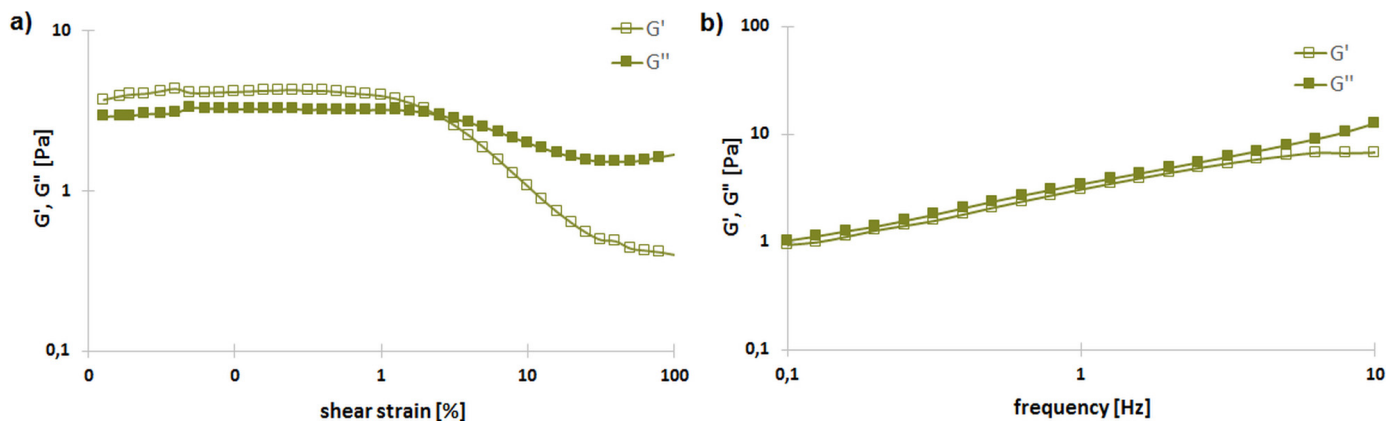 a)
G', G" [Pa]
10
1
0,1
0 0 1 10 100
shear strain [%]
G'
G"
b)
G', G" [Pa]
100
10
1
0,1
0,1 1 10
frequency [Hz]
G'
G"